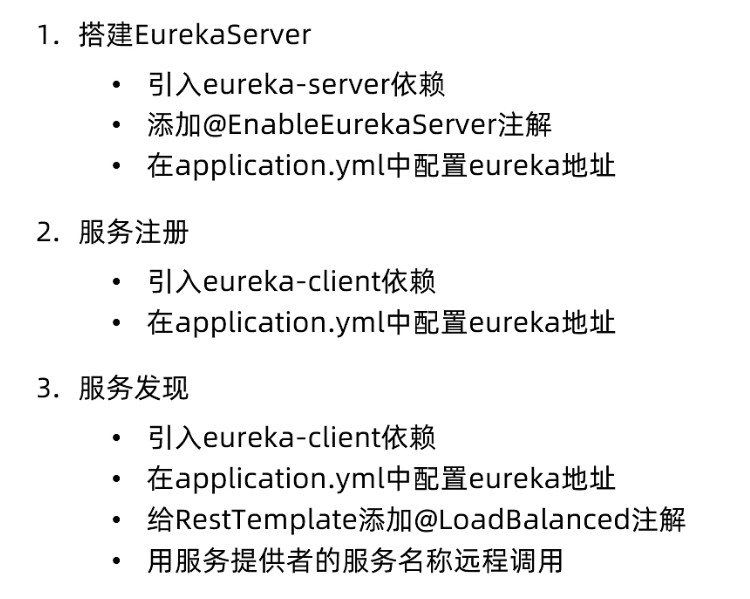 1. 搭建EurekaServer
• 引入eureka-server依赖
• 添加@EnableEurekaServer注解
• 在application.yml中配置eureka地址
2. 服务注册
• 引入eureka-client依赖
• 在application.yml中配置eureka地址
3. 服务发现
• 引入eureka-client依赖
• 在application.yml中配置eureka地址
• 给RestTemplate添加@LoadBalanced注解
• 用服务提供者的服务名称远程调用